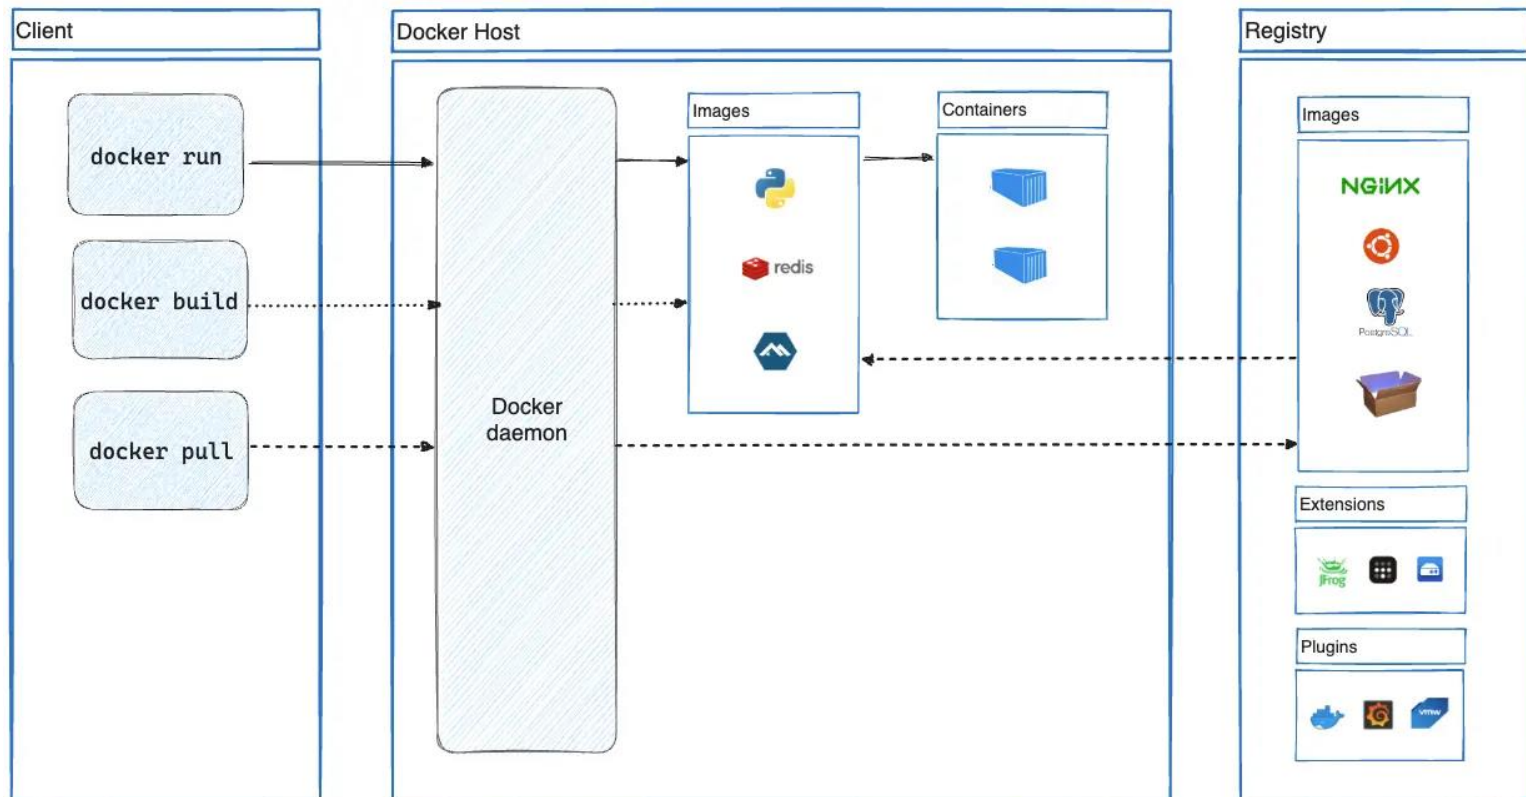 Client
Docker Host
Registry
docker run
docker build
docker pull
Docker
daemon
Images
redis
Containers
Images
NGINX
PostgreSQL
Extensions
JFrog
Plugins
vmw